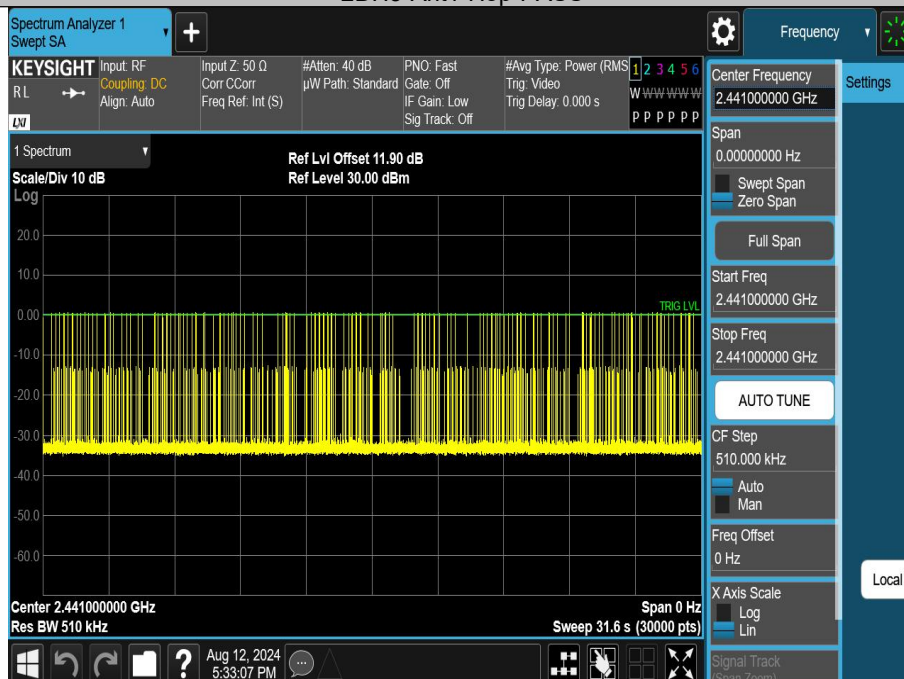 Spectrum Analyzer 1
Swept SA
Frequency
KEYSIGHT
R L
LXI
Input: RF
Coupling: DC
Align: Auto
Input Z: 50 Ω
Corr CCorr
Freq Ref: Int (S)
#Atten: 40 dB
µW Path: Standard
PNO: Fast
Gate: Off
IF Gain: Low
Sig Track: Off
#Avg Type: Power (RMS
Trig: Video
Trig Delay: 0.000 s
1 2 3 4 5 6
W W W W W W
P P P P P P
Center Frequency
2.441000000 GHz
Settings
Span
0.00000000 Hz
Swept Span
Zero Span
Full Span
Start Freq
2.441000000 GHz
Stop Freq
2.441000000 GHz
AUTO TUNE
CF Step
510.000 kHz
Auto
Man
Freq Offset
0 Hz
X Axis Scale
Log
Lin
Signal Track
(Span Zoom)
Local
1 Spectrum
Scale/Div 10 dB
Ref Lvl Offset 11.90 dB
Ref Level 30.00 dBm
Log
20.0
10.0
0.00
-10.0
-20.0
-30.0
-40.0
-50.0
-60.0
TRIG LVL
Center 2.441000000 GHz
Res BW 510 kHz
Span 0 Hz
Sweep 31.6 s (30000 pts)
?
Aug 12, 2024
5:33:07 PM